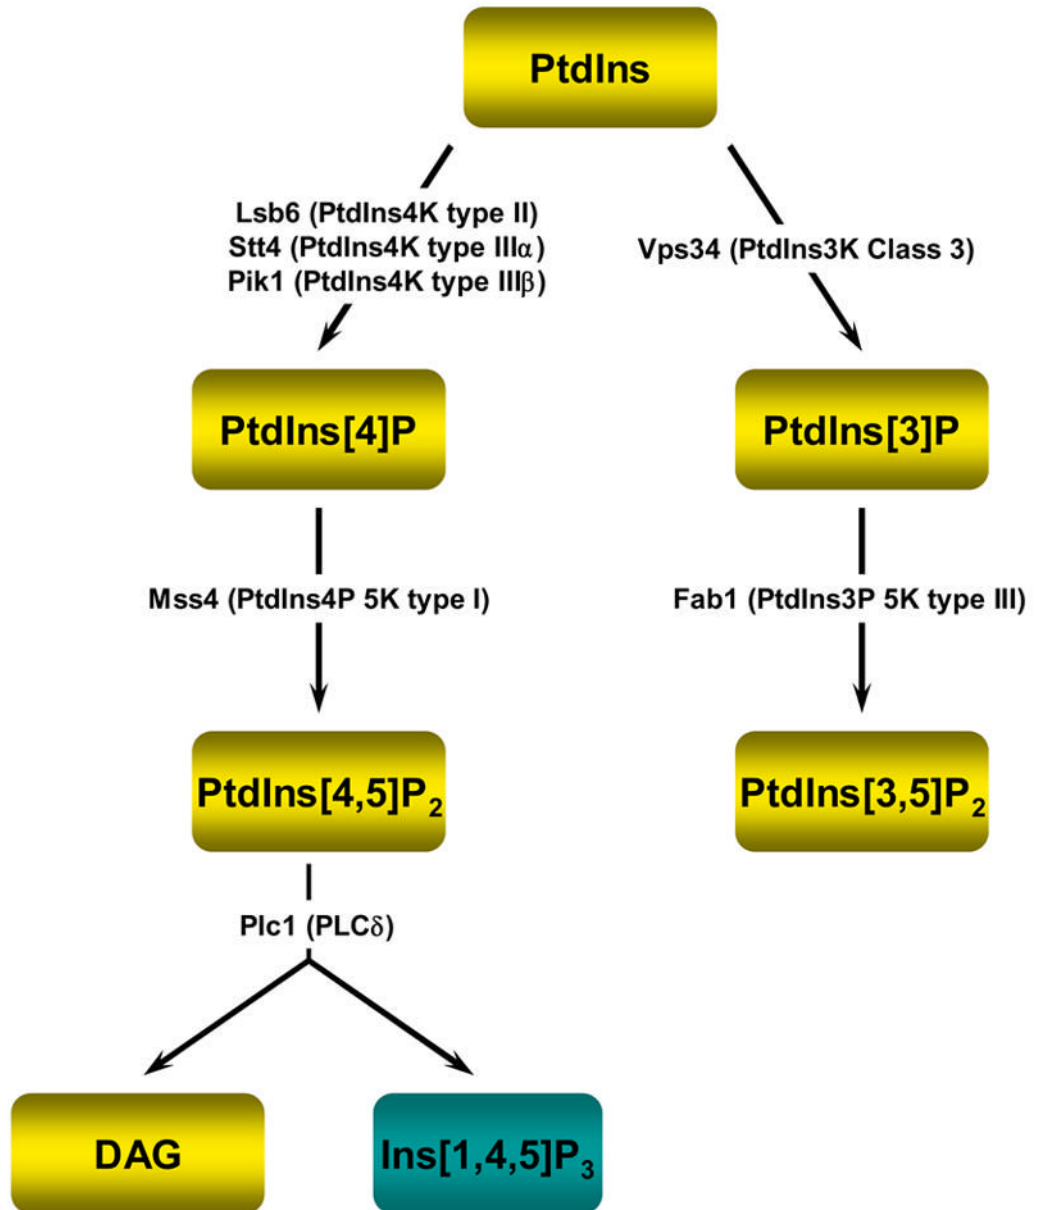 PtdIns
Lsb6 (PtdIns4K type II)
Stt4 (PtdIns4K type IIIα)
Pik1 (PtdIns4K type IIIβ)
Vps34 (PtdIns3K Class 3)
PtdIns[4]P
PtdIns[3]P
Mss4 (PtdIns4P 5K type I)
Fab1 (PtdIns3P 5K type III)
PtdIns[4,5]P₂
PtdIns[3,5]P₂
Plc1 (PLCδ)
DAG
Ins[1,4,5]P₃